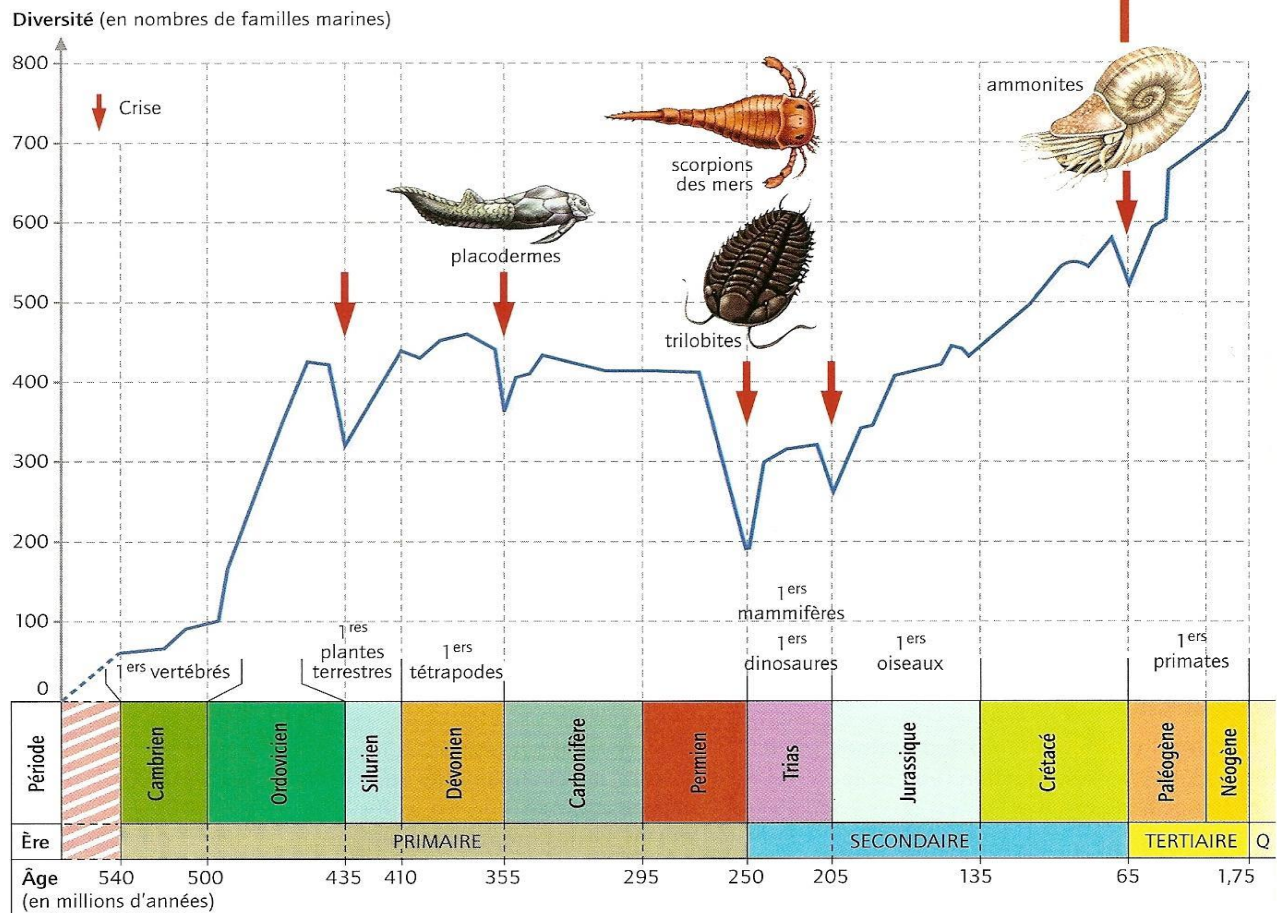 Diversité (en nombres de familles marines)
800
700
600
500
400
300
200
100
0
Crise
placodermes
scorpions
des mers
trilobites
ammonites
1ers vertébrés
1res
plantes
terrestres
1ers
tétrapodes
1ers
mammifères
1ers
dinosaures
1ers
oiseaux
1ers
primates
Période
Cambrien
Ordovicien
Silurien
Dévonien
Carbonifère
Permien
Trias
Jurassique
Crétacé
Paléogène
Néogène
Ère
PRIMAIRE
SECONDAIRE
TERTIAIRE
Q
Âge
540 500 435 410 355 295 250 205 135 65 1,75
(en millions d'années)